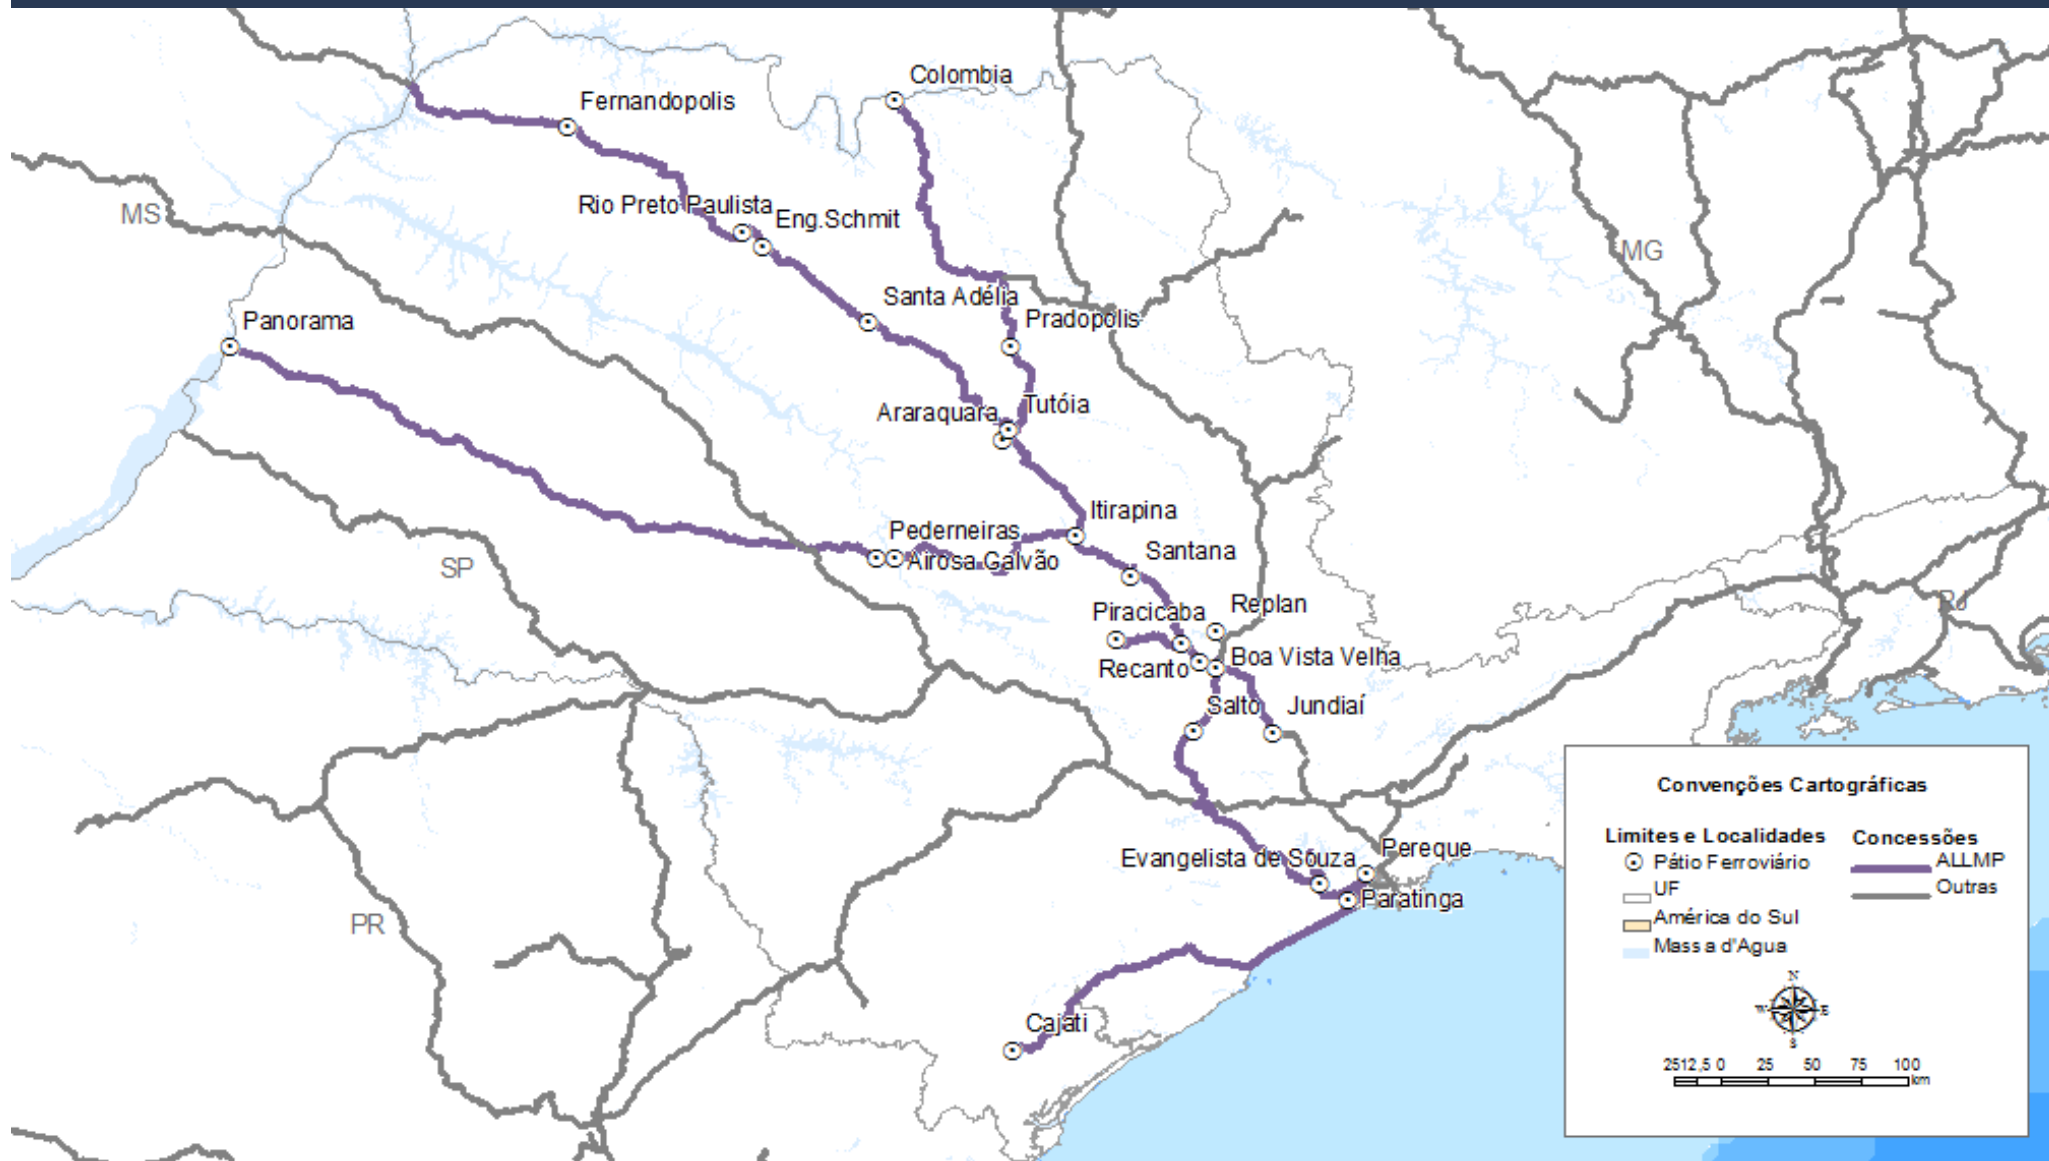 Colombia
Fernandopolis
Rio Preto Paulista
Eng.Schmit
MS
MG
Santa Adélia
Panorama
Pradopolis
Araraquara
Tutóia
Itirapina
Pederneiras
Santana
Airosa Galvão
SP
Piracicaba
Replan
RJ
Recanto
Boa Vista Velha
Salto
Jundiaí
Evangelista de Souza
Pereque
Paratinga
PR
Cajati
Convenções Cartográficas
Limites e Localidades
Concessões
Pátio Ferroviário
ALLMP
UF
Outras
América do Sul
Massa d'Agua
N
W
E
S
2512,5 0 25 50 75 100
km